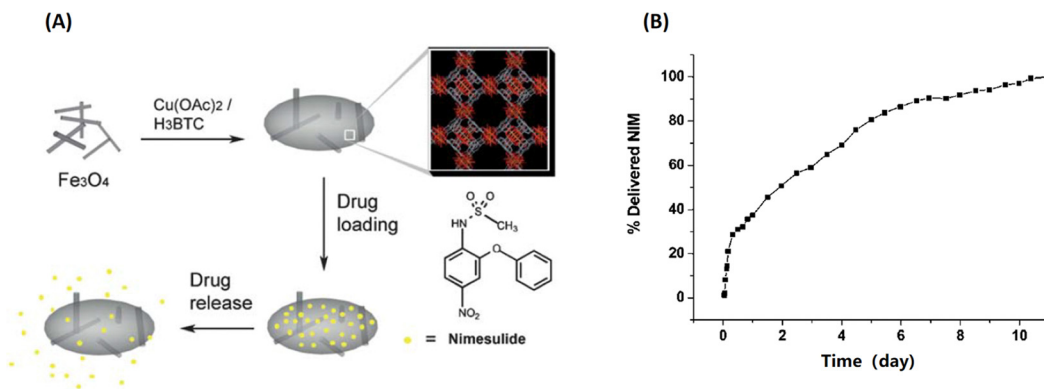 (A)
Cu(OAc)2 /
H3BTC
Fe3O4
Drug
loading
O
O
S
NH
CH3
O
NO2
Drug
release
= Nimesulide
(B)
% Delivered NIM
100
80
60
40
20
0
0
2
4
6
8
10
Time (day)